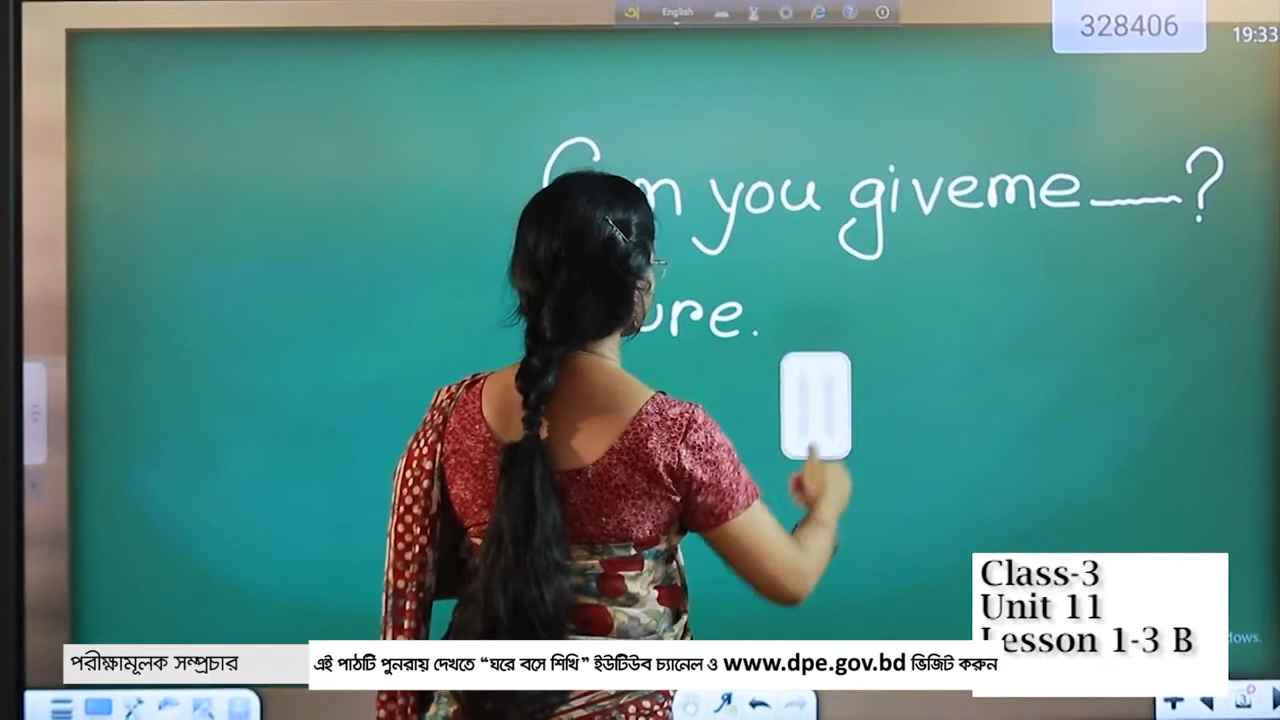 English
328406
19:33
you giveme ___?
Class-3
Unit 11
Lesson 1-3 B
পরীক্ষামূলক সম্প্রচার
এই পাঠটি পুনরায় দেখতে “ঘরে বসে শিখি” ইউটিউব চ্যানেল ও www.dpe.gov.bd ভিজিট করুন